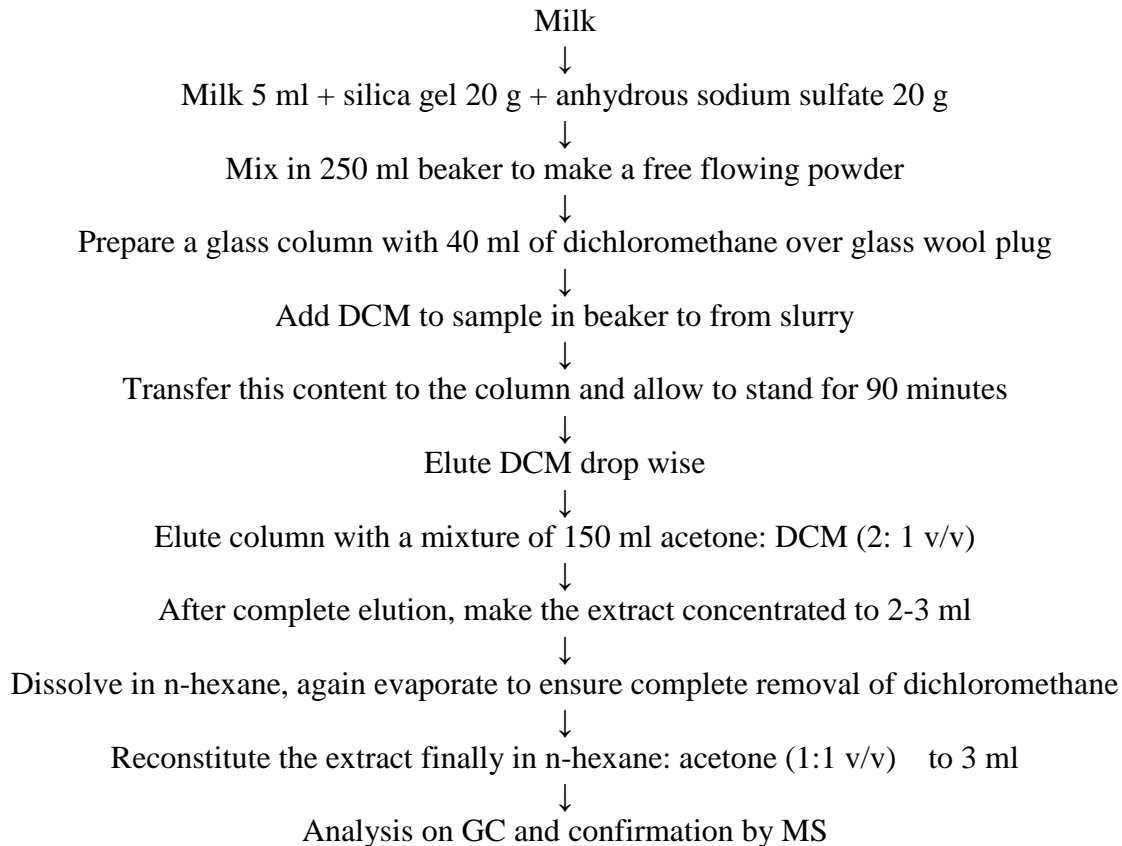 Milk
↓
Milk 5 ml + silica gel 20 g + anhydrous sodium sulfate 20 g
↓
Mix in 250 ml beaker to make a free flowing powder
↓
Prepare a glass column with 40 ml of dichloromethane over glass wool plug
↓
Add DCM to sample in beaker to from slurry
↓
Transfer this content to the column and allow to stand for 90 minutes
↓
Elute DCM drop wise
↓
Elute column with a mixture of 150 ml acetone: DCM (2: 1 v/v)
↓
After complete elution, make the extract concentrated to 2-3 ml
↓
Dissolve in n-hexane, again evaporate to ensure complete removal of dichloromethane
↓
Reconstitute the extract finally in n-hexane: acetone (1:1 v/v) to 3 ml
↓
Analysis on GC and confirmation by MS